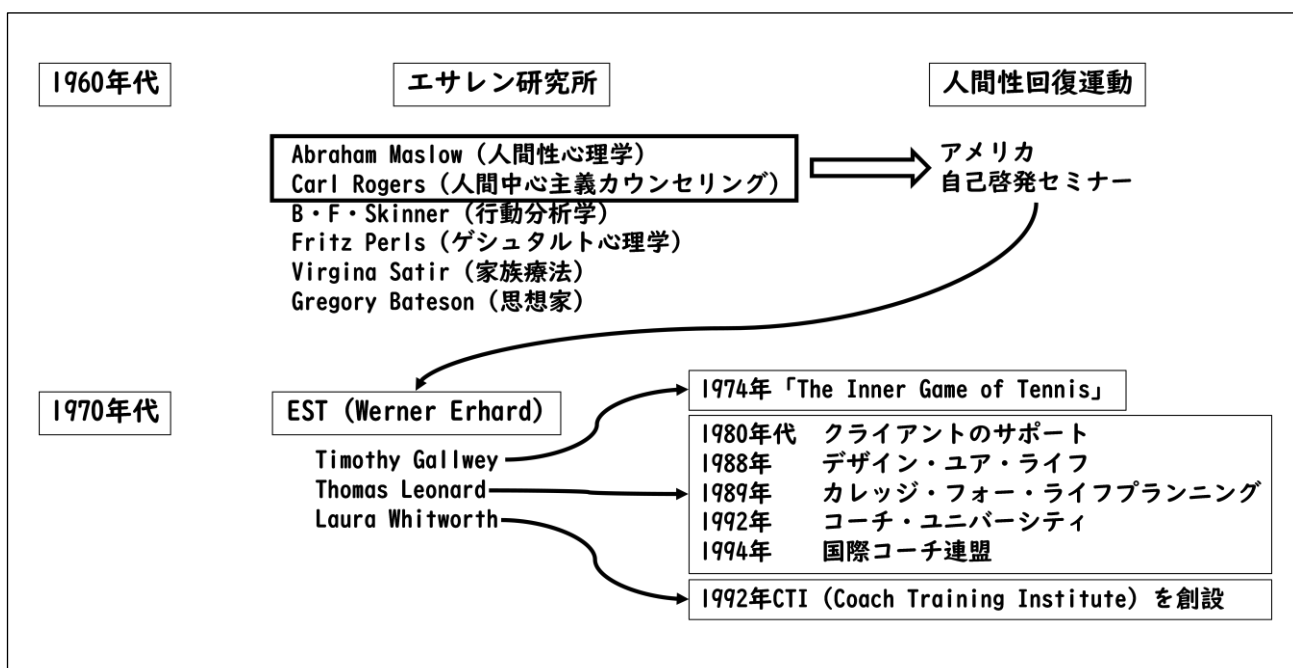 1960年代
エサレン研究所
人間性回復運動
Abraham Maslow（人間性心理学）
Carl Rogers（人間中心主義カウンセリング）
B・F・Skinner（行動分析学）
Fritz Perls（ゲシュタルト心理学）
Virgina Satir（家族療法）
Gregory Bateson（思想家）
アメリカ
自己啓発セミナー
1970年代
EST（Werner Erhard）
Timothy Gallwey
Thomas Leonard
Laura Whitworth
1974年「The Inner Game of Tennis」
1980年代 クライアントのサポート
1988年 デザイン・ユア・ライフ
1989年 カレッジ・フォー・ライフプランニング
1992年 コーチ・ユニバーシティ
1994年 国際コーチ連盟
1992年CTI（Coach Training Institute）を創設